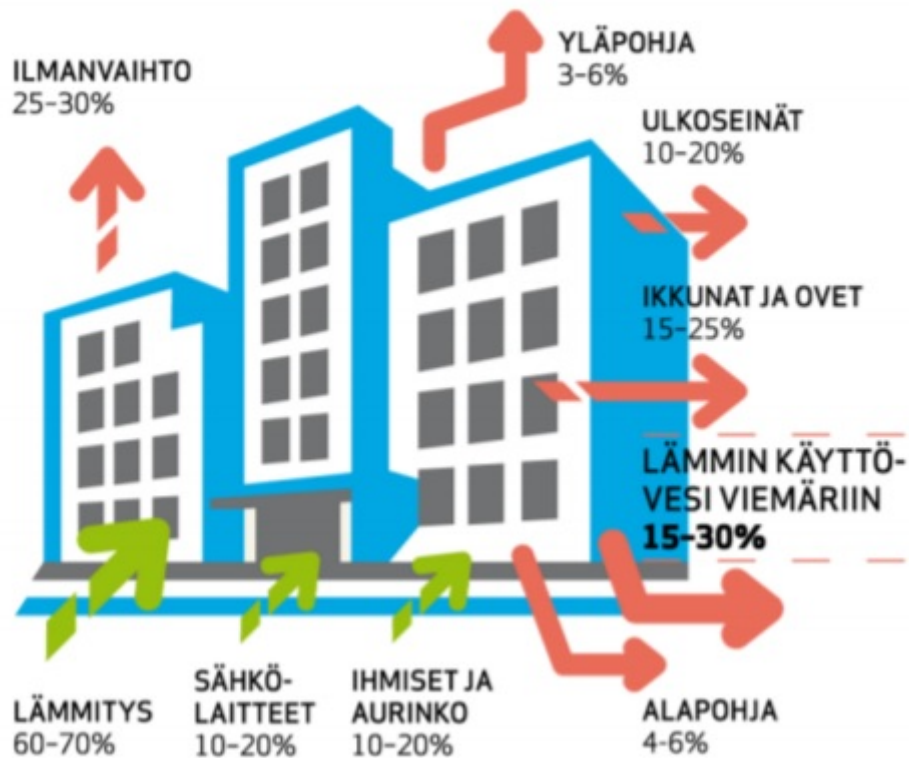 ILMANVAIHTO
25-30%
YLÄPOHJA
3-6%
ULKOSEINÄT
10-20%
IKKUNAT JA OVET
15-25%
LÄMMIN KÄYTTÖ-
VESI VIEMÄRIIN
15-30%
LÄMMITYS
60-70%
SÄHKÖ-
LAITTEET
10-20%
IHMISET JA
AURINKO
10-20%
ALAPOHJA
4-6%